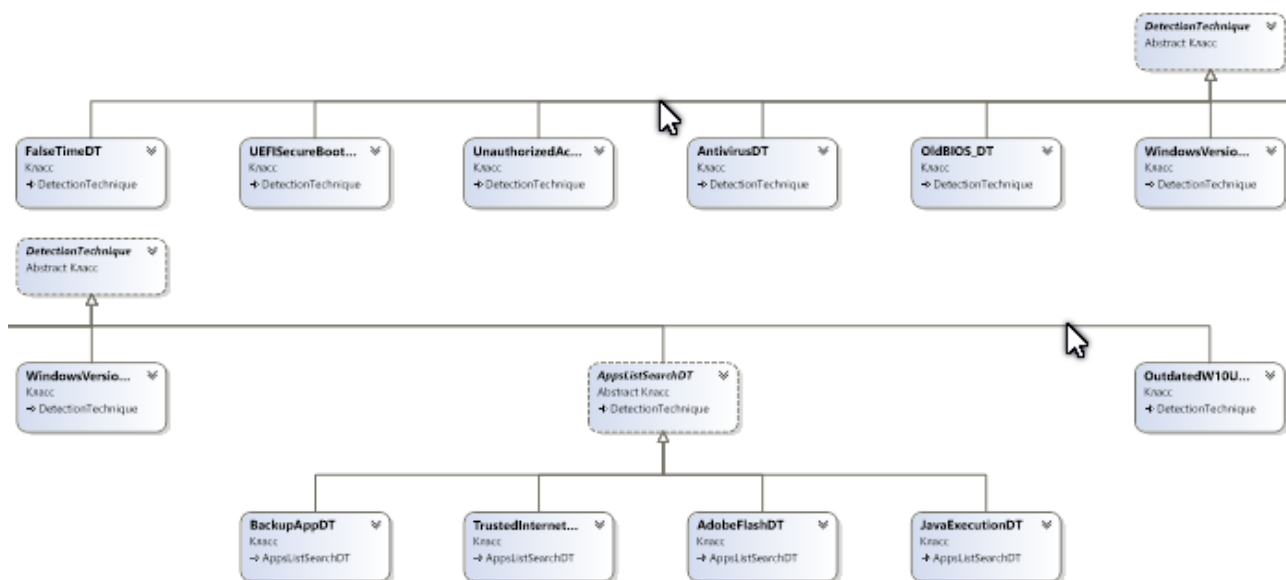 DetectionTechnique
Abstract Класс
FalseTimeDT
Класс
DetectionTechnique
UEFISecureBoot...
Класс
DetectionTechnique
UnauthorizedAc...
Класс
DetectionTechnique
AntivirusDT
Класс
DetectionTechnique
OldBIOS_DT
Класс
DetectionTechnique
WindowsVersio...
Класс
DetectionTechnique
DetectionTechnique
Abstract Класс
WindowsVersio...
Класс
DetectionTechnique
AppsListSearchDT
Abstract Класс
DetectionTechnique
OutdatedW10U...
Класс
DetectionTechnique
BackupAppDT
Класс
AppsListSearchDT
TrustedInternet...
Класс
AppsListSearchDT
AdobeFlashDT
Класс
AppsListSearchDT
JavaExecutionDT
Класс
AppsListSearchDT